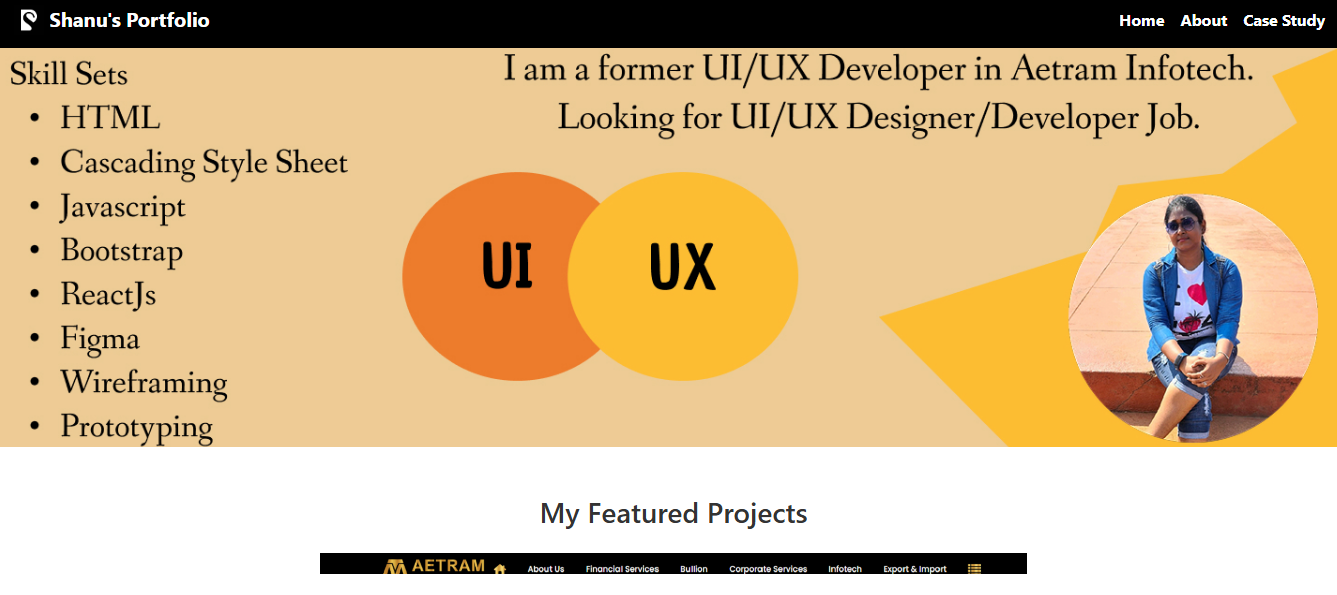 Shanu's Portfolio
Home About Case Study
Skill Sets
• HTML
• Cascading Style Sheet
• Javascript
• Bootstrap
• ReactJs
• Figma
• Wireframing
• Prototyping
I am a former UI/UX Developer in Aetram Infotech.
Looking for UI/UX Designer/Developer Job.
UI UX
My Featured Projects
AETRAM About Us Financial Services Bullion Corporate Services Infotech Export & Import